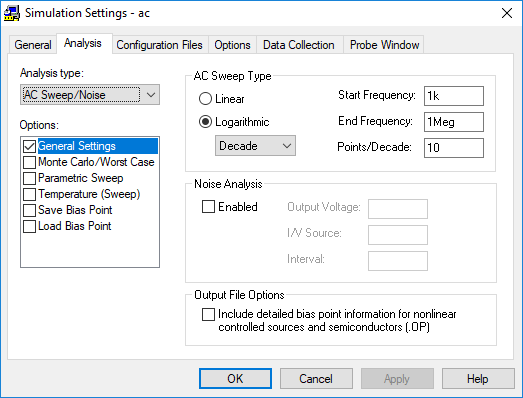 Simulation Settings - ac
General Analysis Configuration Files Options Data Collection Probe Window
Analysis type:
AC Sweep/Noise
Options:
General Settings
Monte Carlo/Worst Case
Parametric Sweep
Temperature (Sweep)
Save Bias Point
Load Bias Point
AC Sweep Type
Linear
Logarithmic
Decade
Start Frequency: 1k
End Frequency: 1Meg
Points/Decade: 10
Noise Analysis
Enabled
Output Voltage:
I/V Source:
Interval:
Output File Options
Include detailed bias point information for nonlinear
controlled sources and semiconductors (.OP)
OK Cancel Apply Help